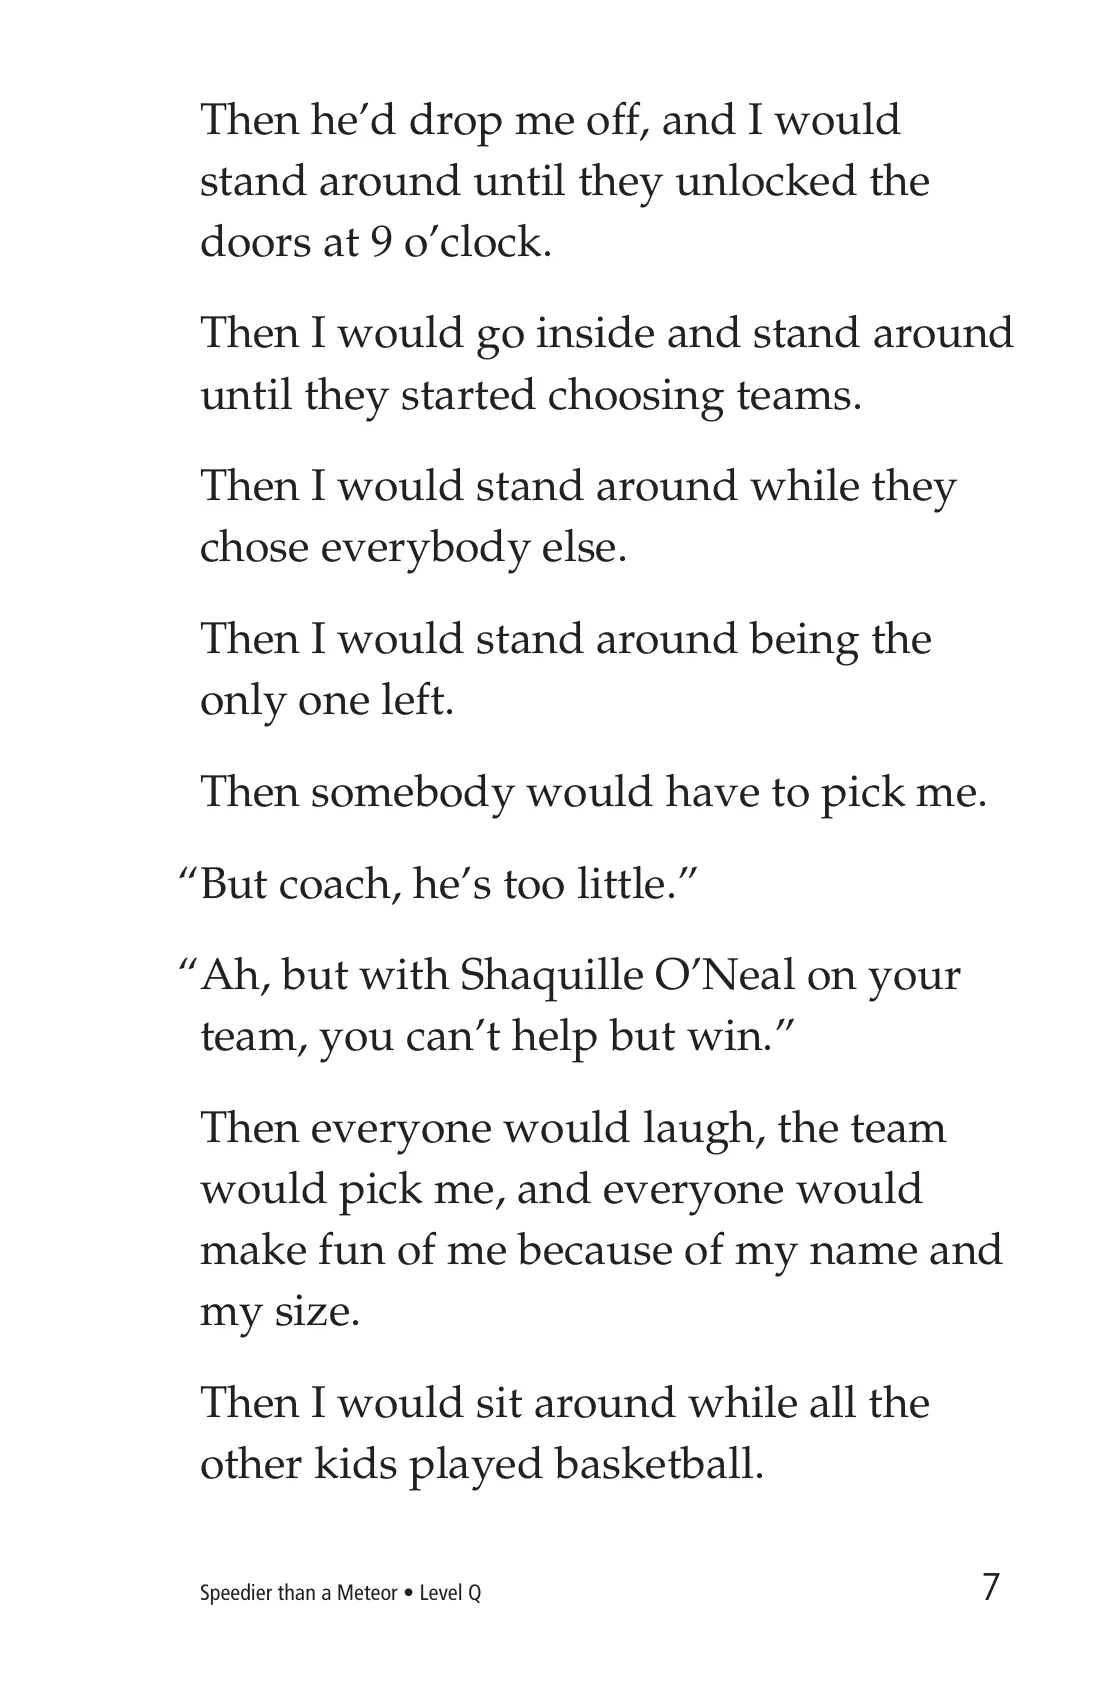 Then he’d drop me off, and I would
stand around until they unlocked the
doors at 9 o’clock.
Then I would go inside and stand around
until they started choosing teams.
Then I would stand around while they
chose everybody else.
Then I would stand around being the
only one left.
Then somebody would have to pick me.
“But coach, he’s too little.”
“Ah, but with Shaquille O’Neal on your
team, you can’t help but win.”
Then everyone would laugh, the team
would pick me, and everyone would
make fun of me because of my name and
my size.
Then I would sit around while all the
other kids played basketball.
Speedier than a Meteor • Level Q
7